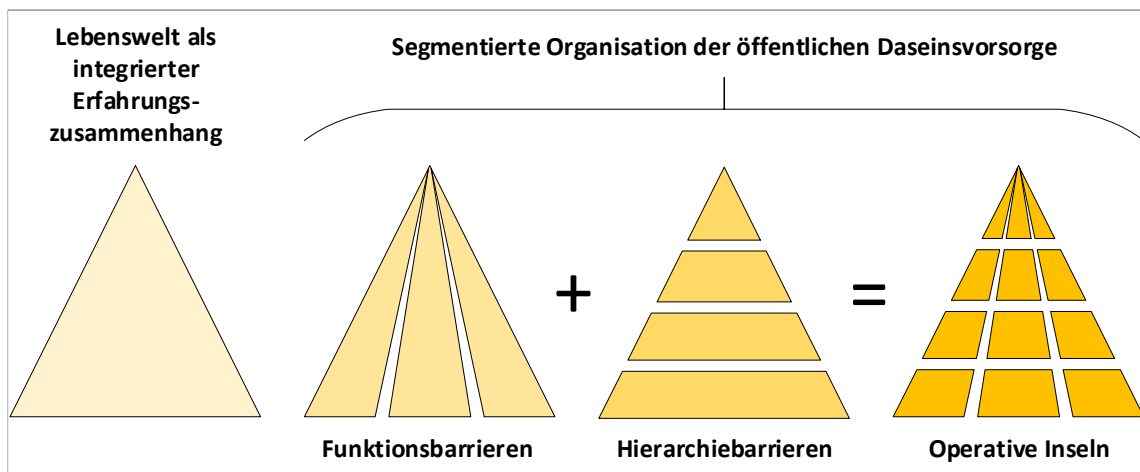 Lebenswelt als
integrierter
Erfahrungs-
zusammenhang
Segmentierte Organisation der öffentlichen Daseinsvorsorge
+
=
Funktionsbarrieren
Hierarchiebarrieren
Operative Inseln